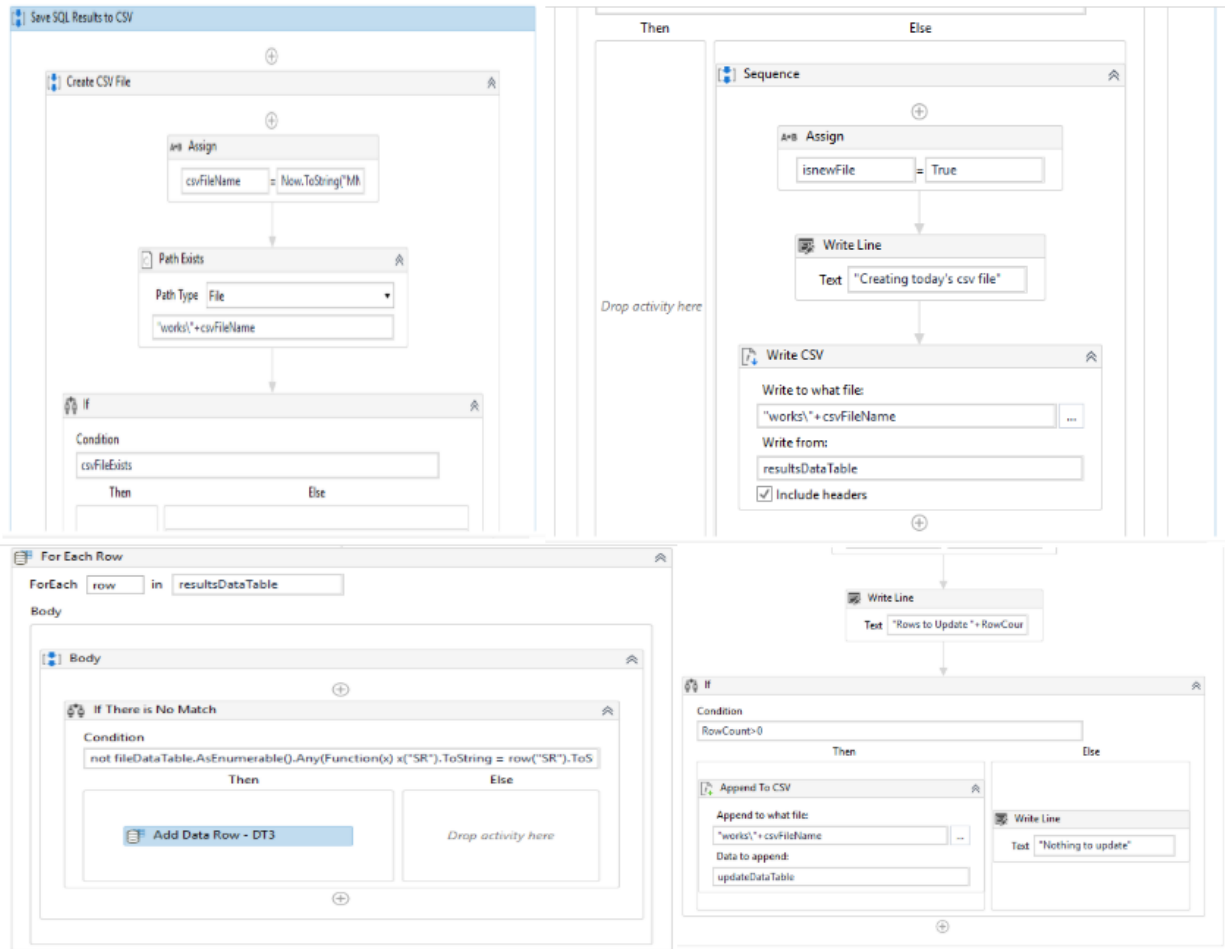 Save SQL Results to CSV
Create CSV File
A*B Assign
csvFileName = Now.ToString("MM
Path Exists
Path Type File
"works\"+csvFileName
If
Condition
csvFileExists
Then Else
Then Else
Sequence
A*B Assign
isnewFile = True
Write Line
Text "Creating today's csv file"
Drop activity here
Write CSV
Write to what file:
"works\"+csvFileName ...
Write from:
resultsDataTable
Include headers
For Each Row
ForEach row in resultsDataTable
Body
Body
If There is No Match
Condition
not fileDataTable.AsEnumerable().Any(Function(x) x("SR").ToString = row("SR").ToS
Then Else
Add Data Row - DT3
Drop activity here
Write Line
Text "Rows to Update "+RowCour
If
Condition
RowCount>0
Then Else
Append To CSV
Append to what file:
"works\"+csvFileName ...
Data to append:
updateDataTable
Write Line
Text "Nothing to update"